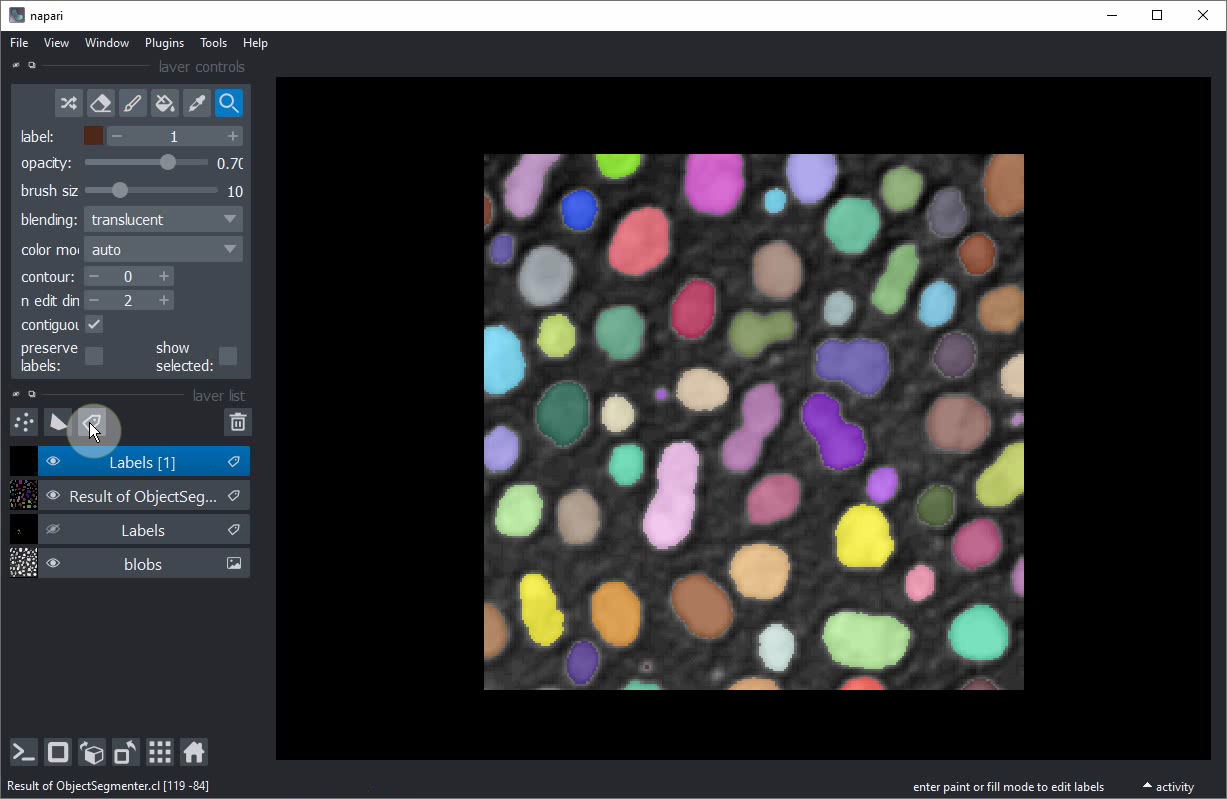 napari
File View Window Plugins Tools Help
layer controls
label: 1
opacity: 0.70
brush siz 10
blending: translucent
color mo auto
contour: 0
n edit din 2
contiguou
preserve labels: show selected:
layer list
Labels [1]
Result of ObjectSeg...
Labels
blobs
Result of ObjectSegmenter.cl [119 -84] enter paint or fill mode to edit labels activity